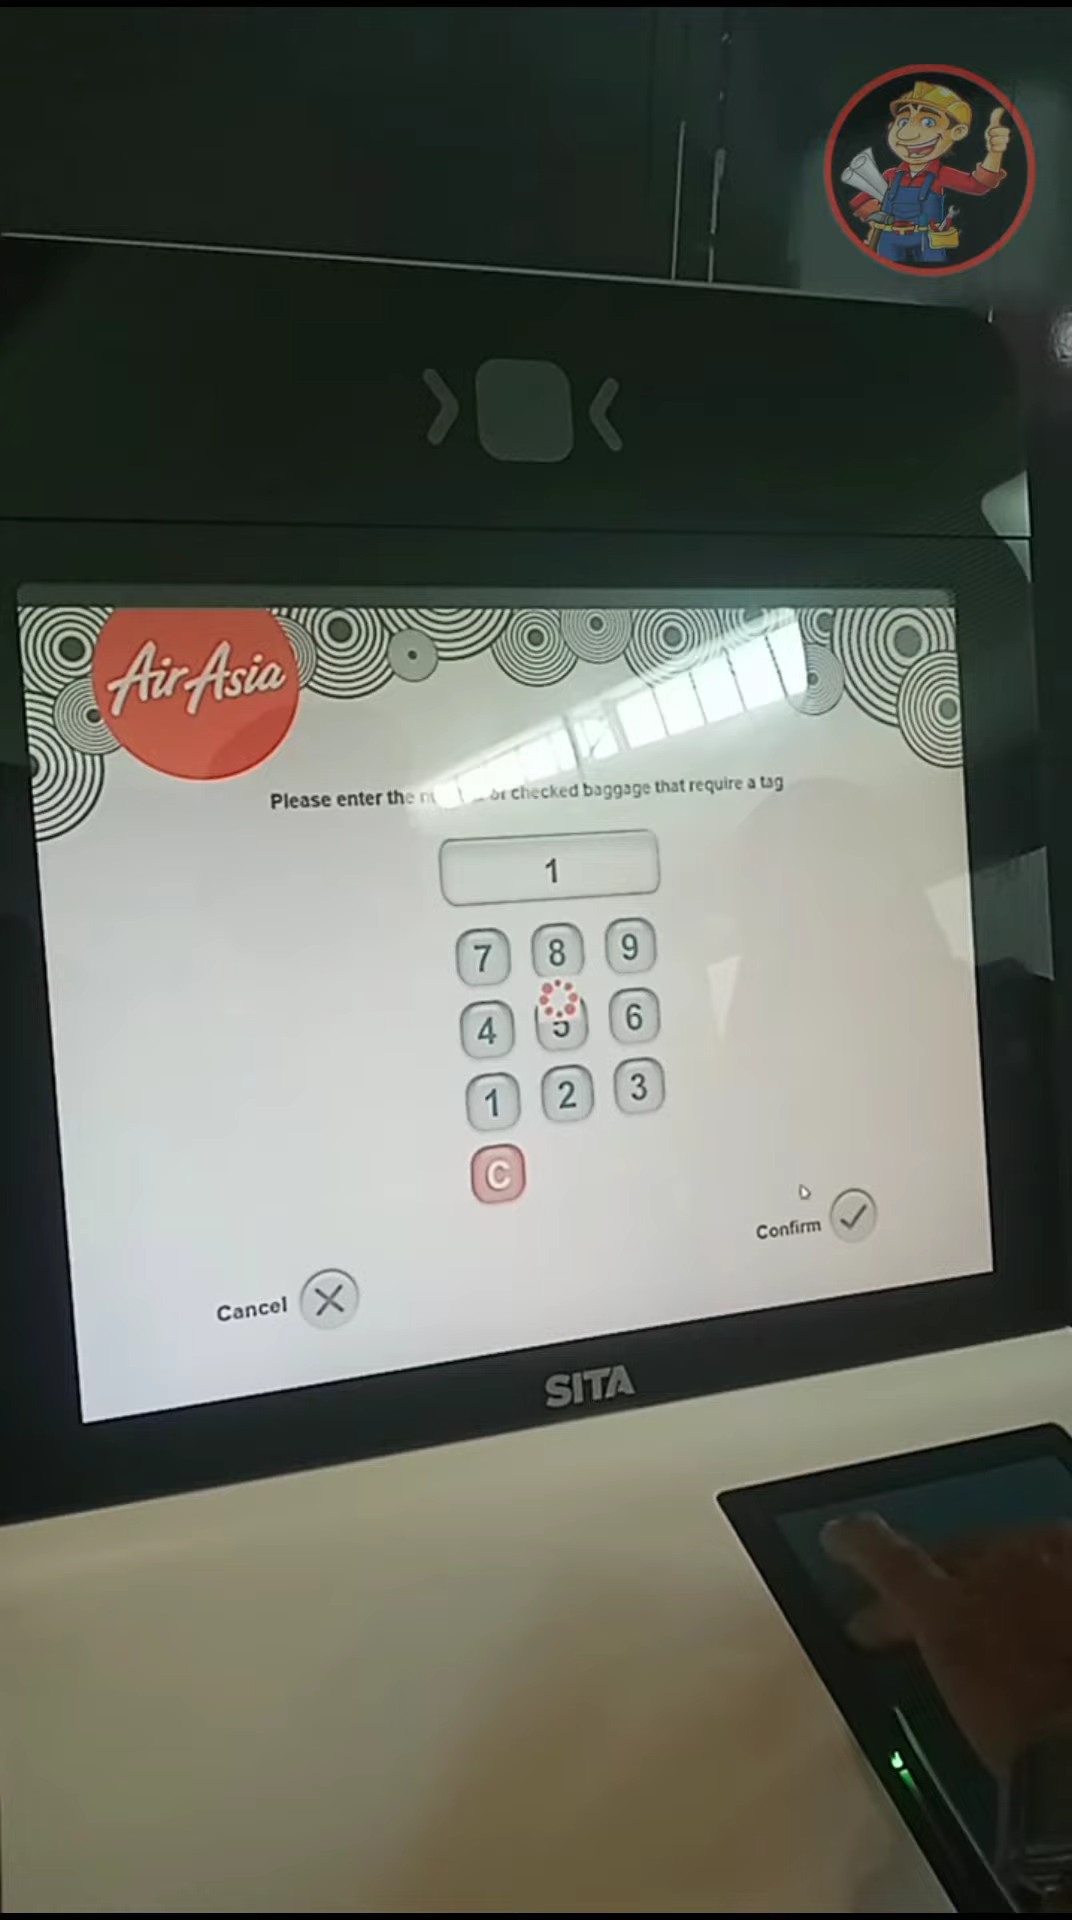 AirAsia
Please enter the checked baggage that require a tag
1
7 8 9
4 5 6
1 2 3
C
Confirm
Cancel
SITA